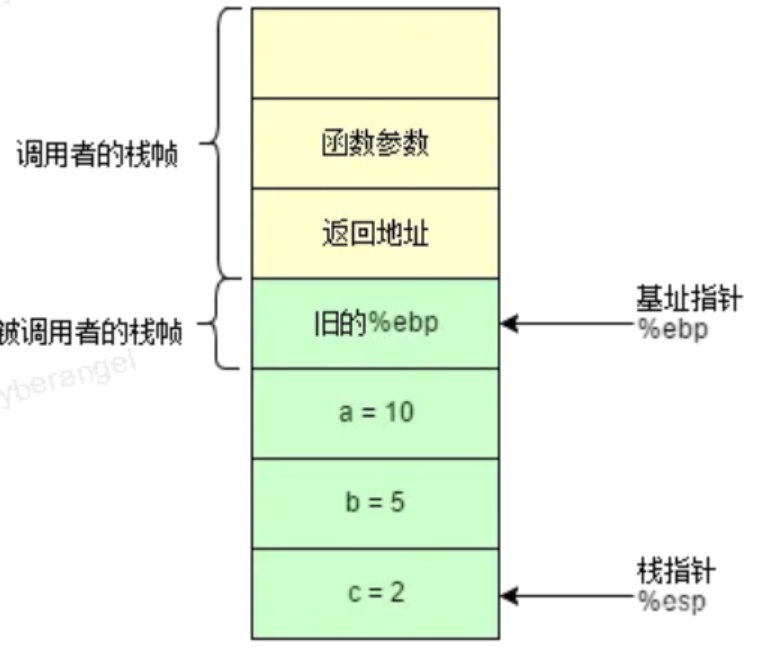 函数参数
调用者的栈帧
返回地址
基址指针
%ebp
旧的%ebp
被调用者的栈帧
yberangel
a = 10
b = 5
栈指针
%esp
c = 2